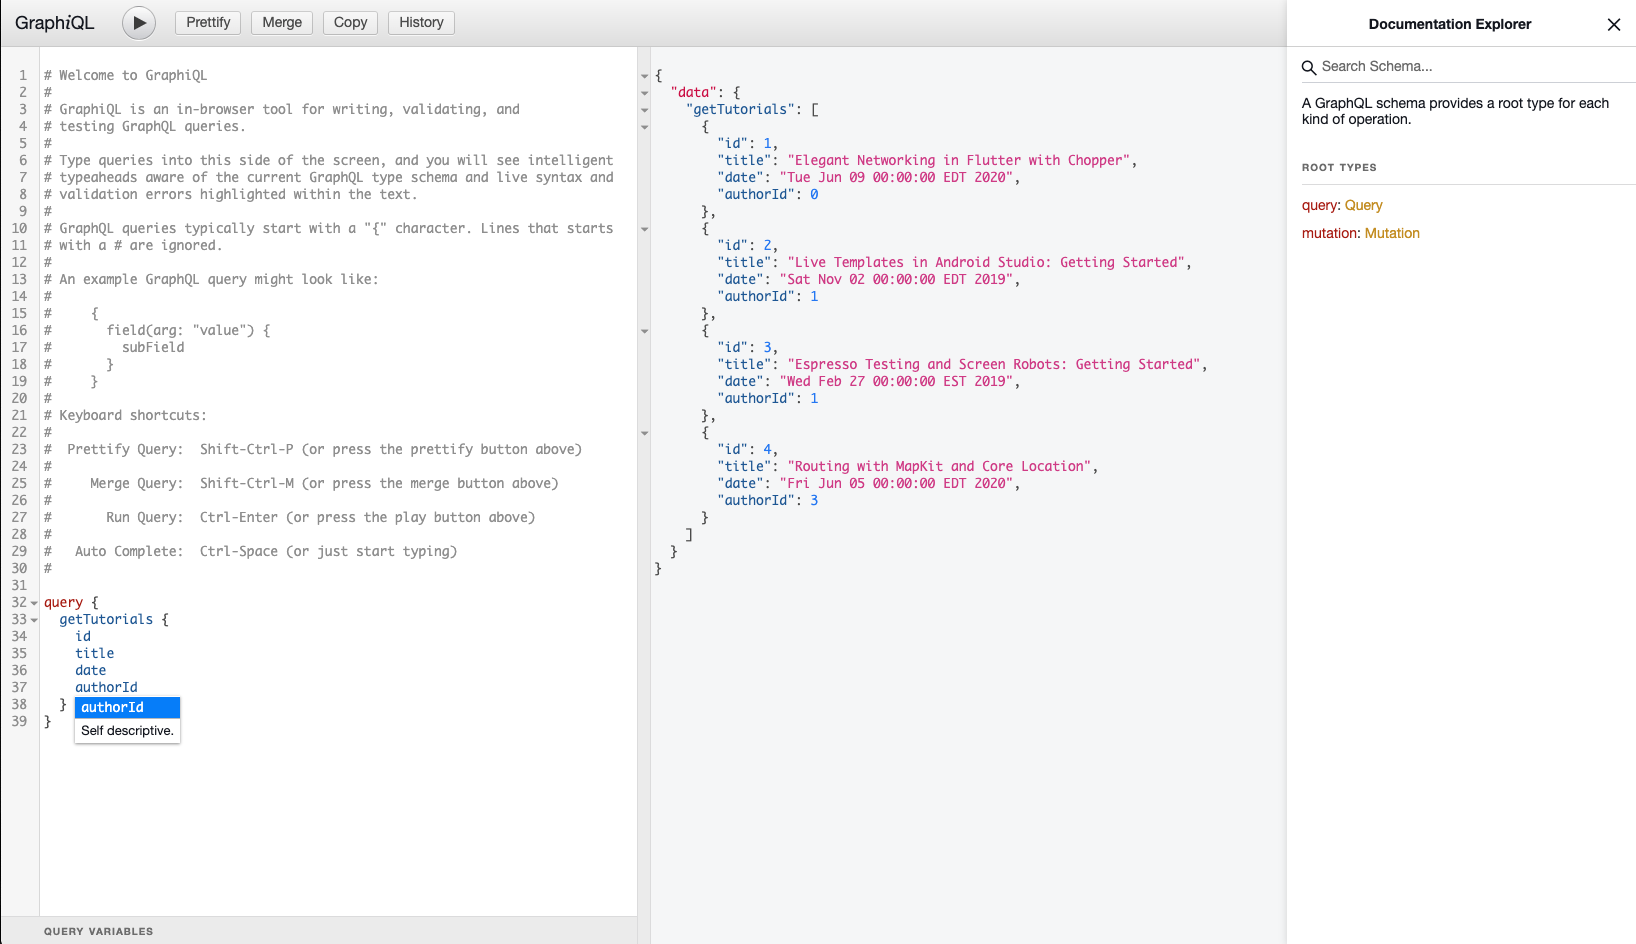 GraphiQL
Prettify
Merge
Copy
History
1 # Welcome to GraphiQL
2 #
3 # GraphiQL is an in-browser tool for writing, validating, and
4 # testing GraphQL queries.
5 #
6 # Type queries into this side of the screen, and you will see intelligent
7 # typeaheads aware of the current GraphQL type schema and live syntax and
8 # validation errors highlighted within the text.
9 #
10 # GraphQL queries typically start with a "{" character. Lines that starts
11 # with a # are ignored.
12 #
13 # An example GraphQL query might look like:
14 #
15 #     {
16 #       field(arg: "value") {
17 #         subField
18 #       }
19 #     }
20 #
21 # Keyboard shortcuts:
22 #
23 #  Prettify Query:  Shift-Ctrl-P (or press the prettify button above)
24 #
25 #     Merge Query:  Shift-Ctrl-M (or press the merge button above)
26 #
27 #       Run Query:  Ctrl-Enter (or press the play button above)
28 #
29 #   Auto Complete:  Ctrl-Space (or just start typing)
30 #
31
32 query {
33   getTutorials {
34     id
35     title
36     date
37     authorId
38   }
39 }
authorId
Self descriptive.
QUERY VARIABLES
{
  "data": {
    "getTutorials": [
      {
        "id": 1,
        "title": "Elegant Networking in Flutter with Chopper",
        "date": "Tue Jun 09 00:00:00 EDT 2020",
        "authorId": 0
      },
      {
        "id": 2,
        "title": "Live Templates in Android Studio: Getting Started",
        "date": "Sat Nov 02 00:00:00 EDT 2019",
        "authorId": 1
      },
      {
        "id": 3,
        "title": "Espresso Testing and Screen Robots: Getting Started",
        "date": "Wed Feb 27 00:00:00 EST 2019",
        "authorId": 1
      },
      {
        "id": 4,
        "title": "Routing with MapKit and Core Location",
        "date": "Fri Jun 05 00:00:00 EDT 2020",
        "authorId": 3
      }
    ]
  }
}
Documentation Explorer
Search Schema...
A GraphQL schema provides a root type for each
kind of operation.
ROOT TYPES
query: Query
mutation: Mutation